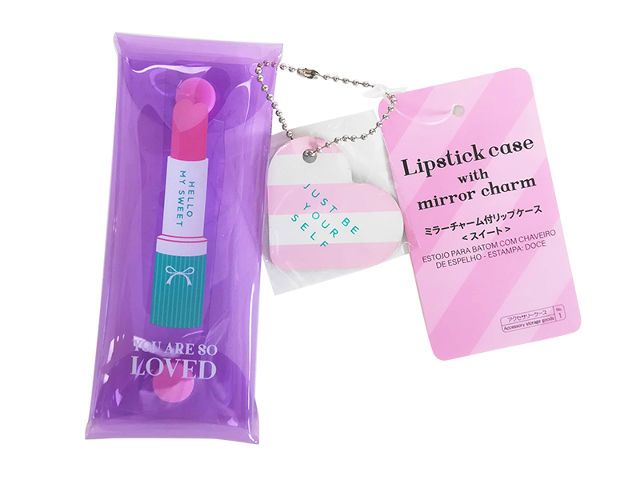 HELLO
MY SWEET
YOU ARE SO
LOVED
JUST BE
YOUR
SELF
Lipstick case
with
mirror charm
ミラーチャーム付リップケース
<スイート>
ESTOJO PARA BATOM COM CHAVEIRO
DE ESPELHO - ESTAMPA: DOCE
アクセサリーケース
Accessory storage goods
No.
1